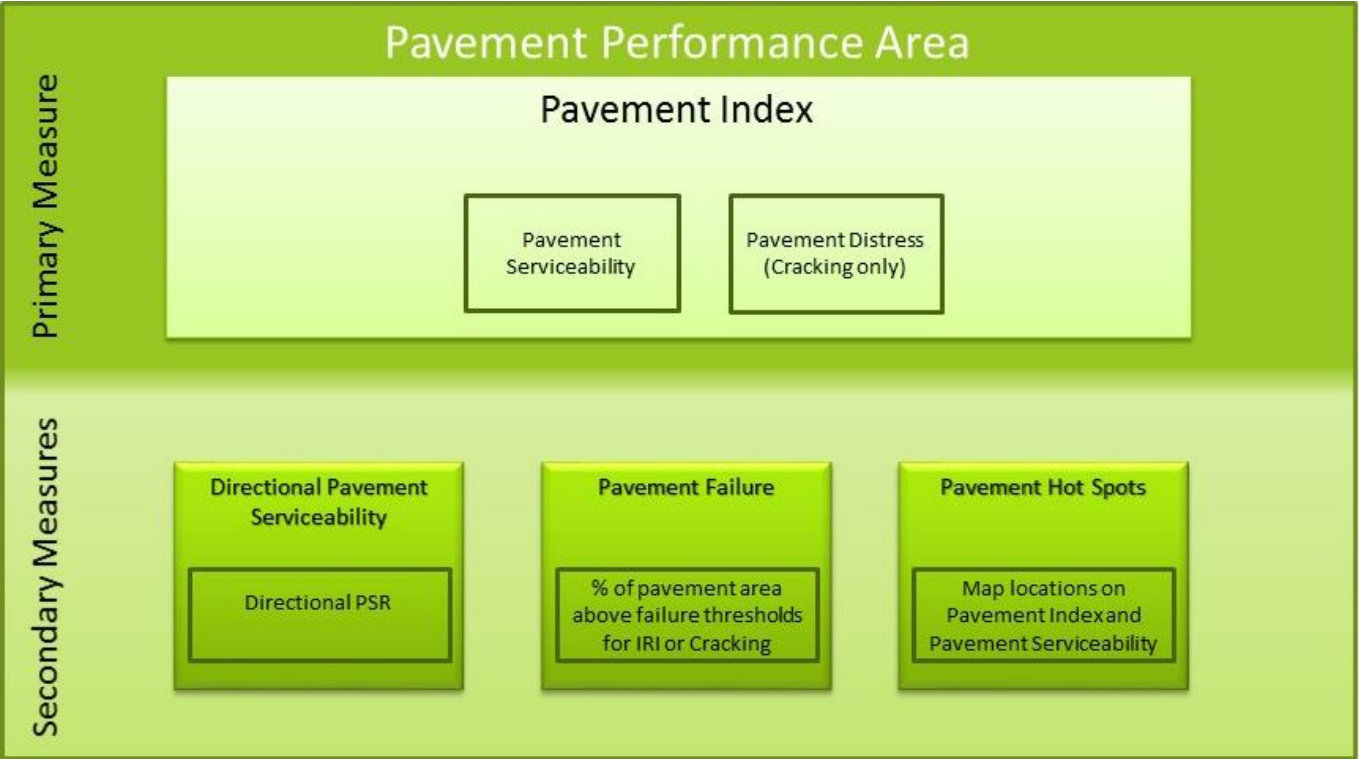 Pavement Performance Area
Primary Measure
Pavement Index
Pavement
Serviceability
Pavement Distress
(Cracking only)
Secondary Measures
Directional Pavement
Serviceability
Directional PSR
Pavement Failure
% of pavement area
above failure thresholds
for IRI or Cracking
Pavement Hot Spots
Map locations on
Pavement Index and
Pavement Serviceability